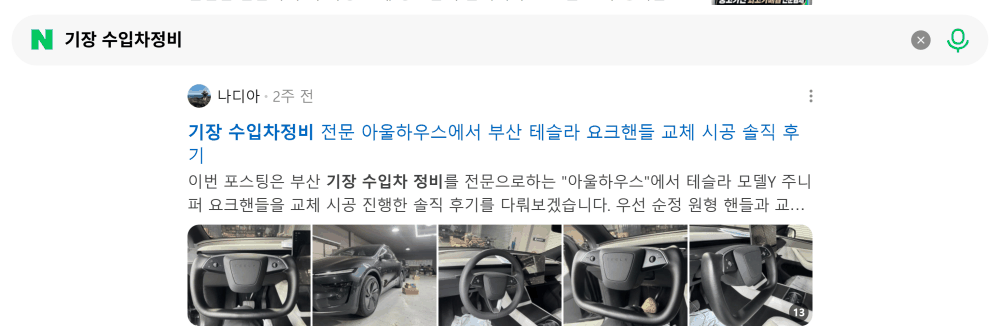 기장 수입차정비
나디아 · 2주 전
기장 수입차정비 전문 아울하우스에서 부산 테슬라 요크핸들 교체 시공 솔직 후
기
이번 포스팅은 부산 기장 수입차 정비를 전문으로하는 "아울하우스"에서 테슬라 모델Y 주니
퍼 요크핸들을 교체 시공 진행한 솔직 후기를 다뤄보겠습니다. 우선 순정 원형 핸들과 교...
13